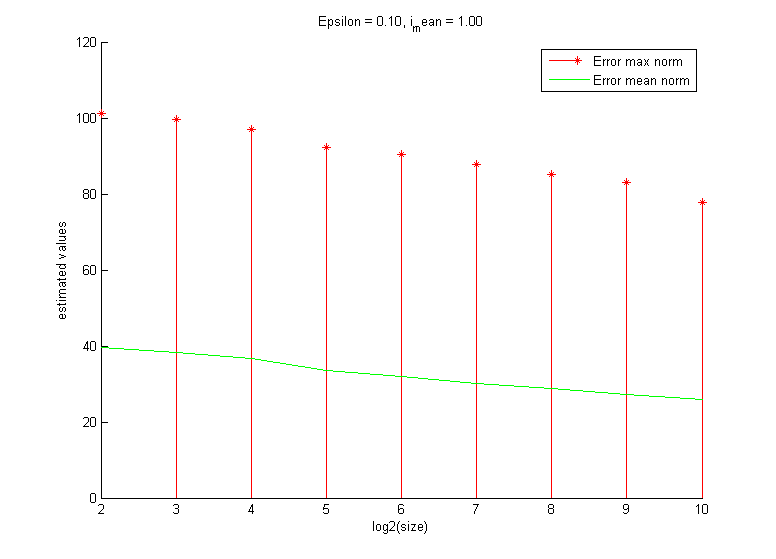 Epsilon = 0.10, i_mean = 1.00
Error max norm
Error mean norm
120
100
80
60
40
20
0
estimated values
2 3 4 5 6 7 8 9 10
log2(size)